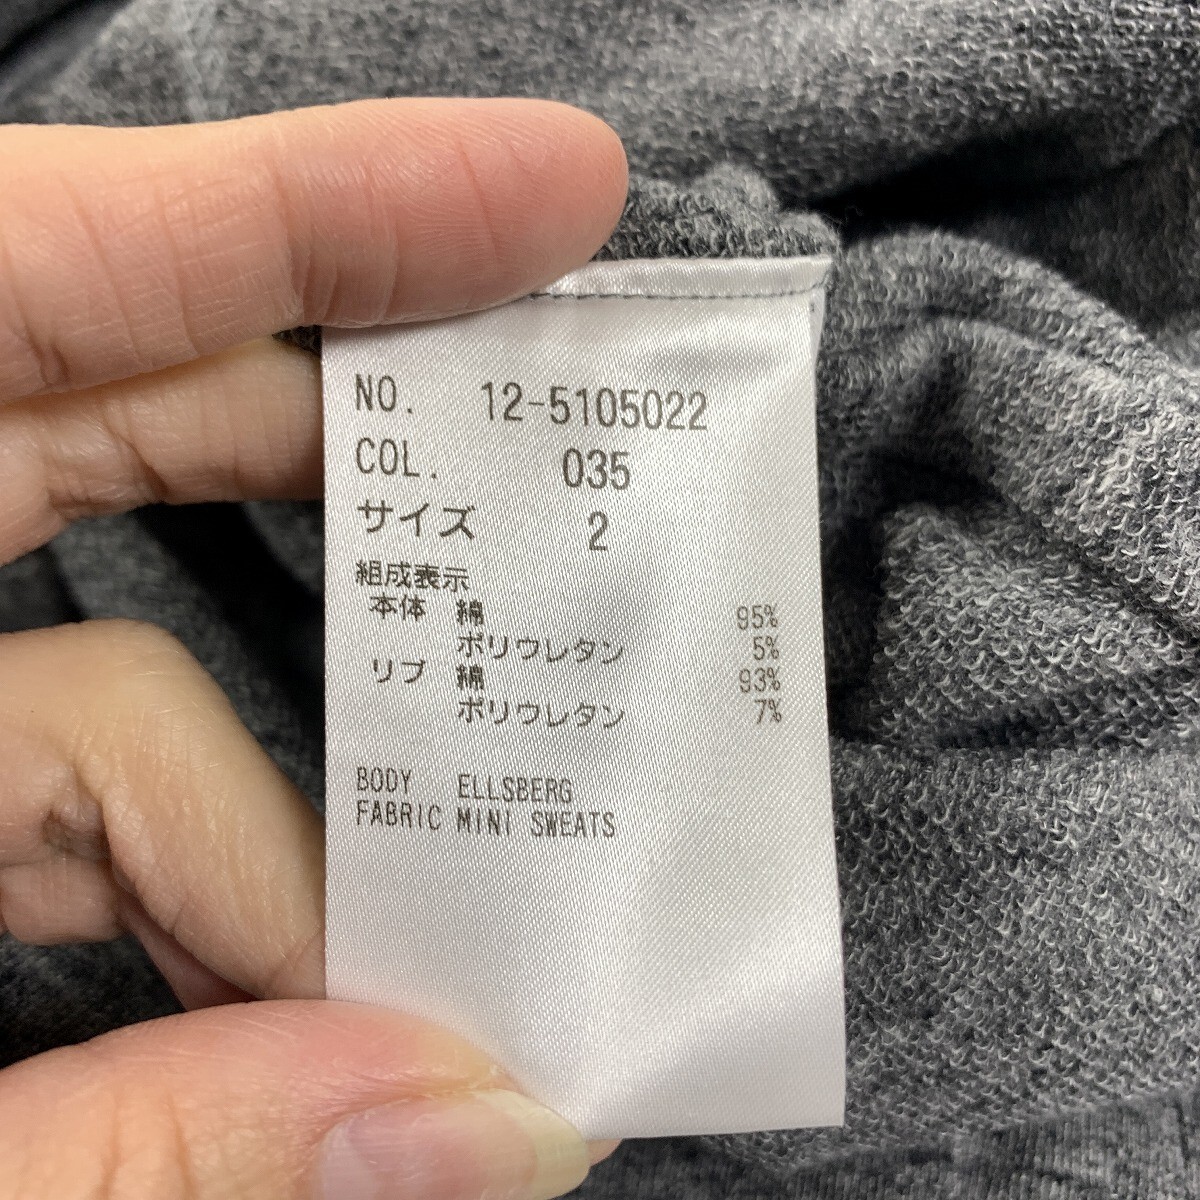 NO. 12-5105022
COL. 035
サイズ 2
組成表示
本体 綿 95%
ポリウレタン 5%
リブ 綿 93%
ポリウレタン 7%
BODY ELLSBERG
FABRIC MINI SWEATS